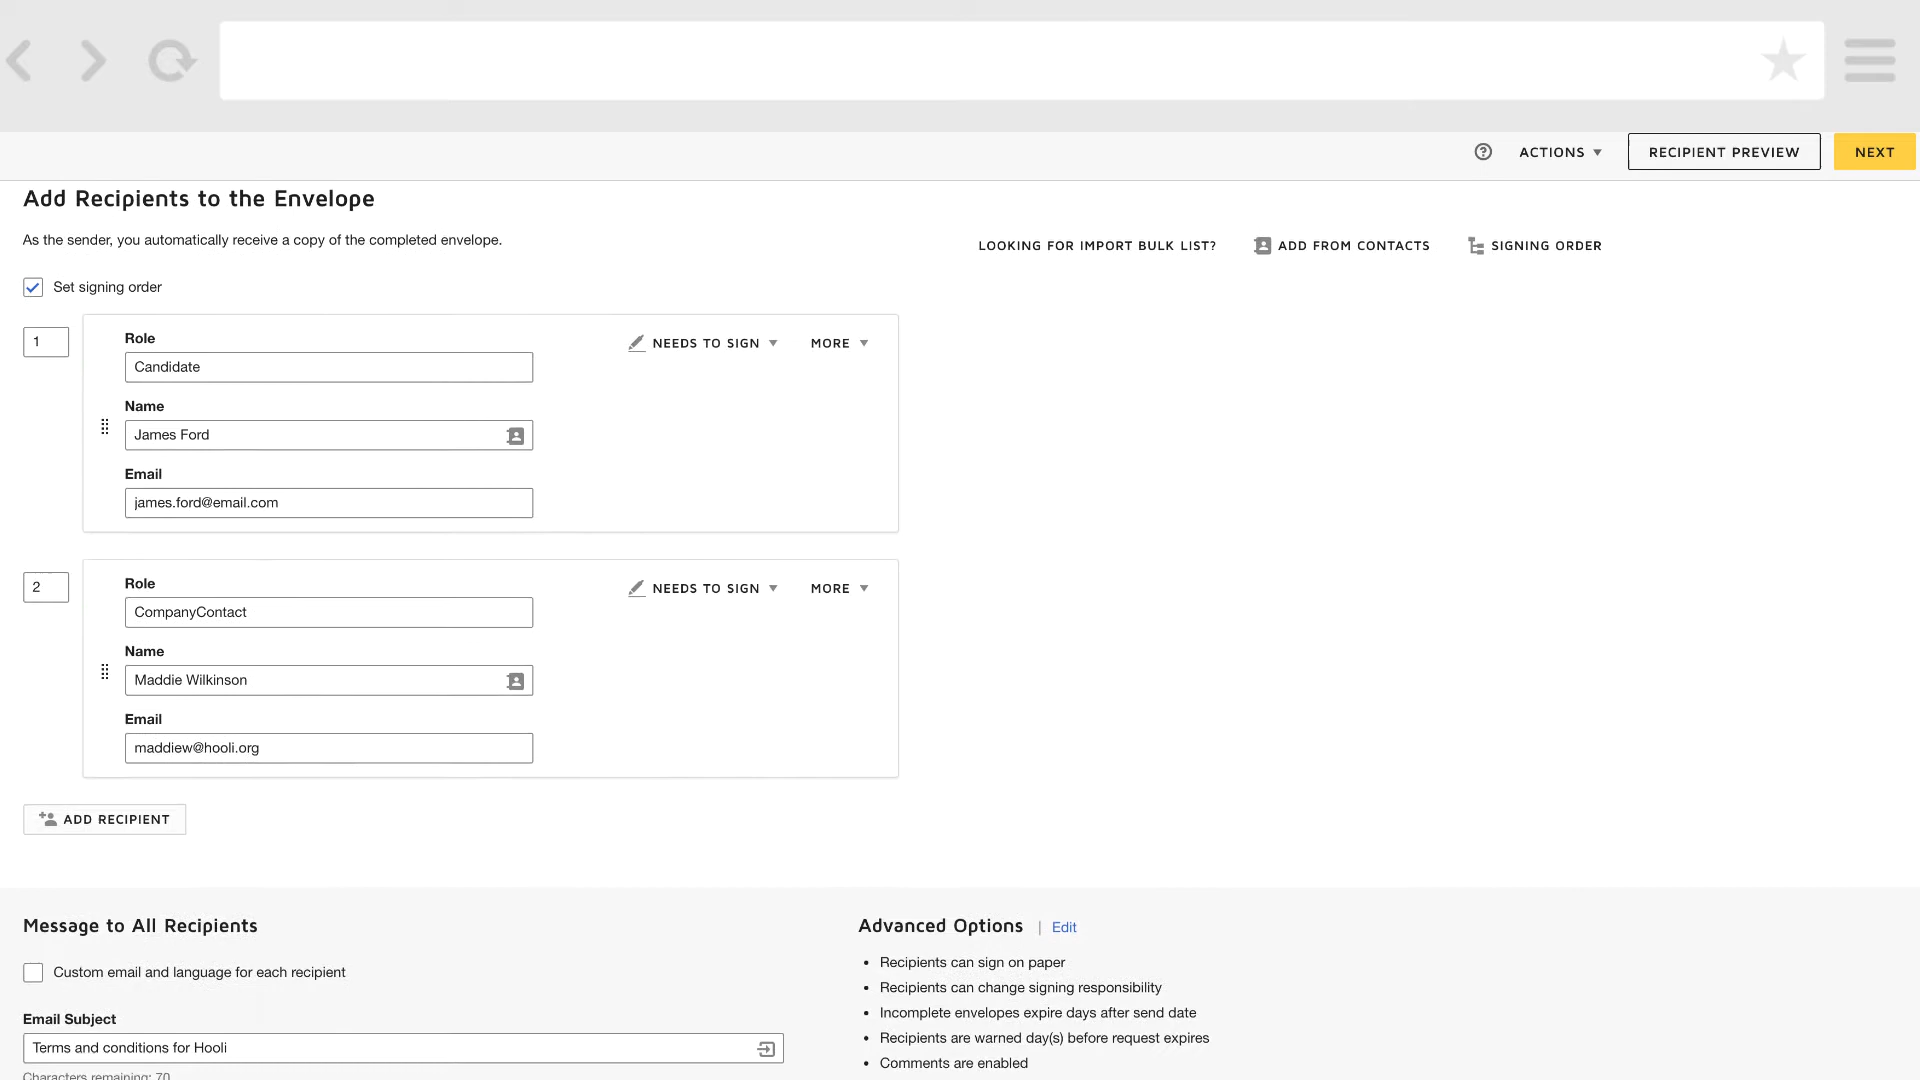 ACTIONS
RECIPIENT PREVIEW
NEXT
Add Recipients to the Envelope
As the sender, you automatically receive a copy of the completed envelope.
LOOKING FOR IMPORT BULK LIST?
ADD FROM CONTACTS
SIGNING ORDER
Set signing order
1
Role
NEEDS TO SIGN
MORE
Candidate
Name
James Ford
Email
james.ford@email.com
2
Role
NEEDS TO SIGN
MORE
CompanyContact
Name
Maddie Wilkinson
Email
maddiew@hooli.org
ADD RECIPIENT
Message to All Recipients
Custom email and language for each recipient
Email Subject
Terms and conditions for Hooli
Characters remaining: 70
Advanced Options | Edit
• Recipients can sign on paper
• Recipients can change signing responsibility
• Incomplete envelopes expire days after send date
• Recipients are warned day(s) before request expires
• Comments are enabled